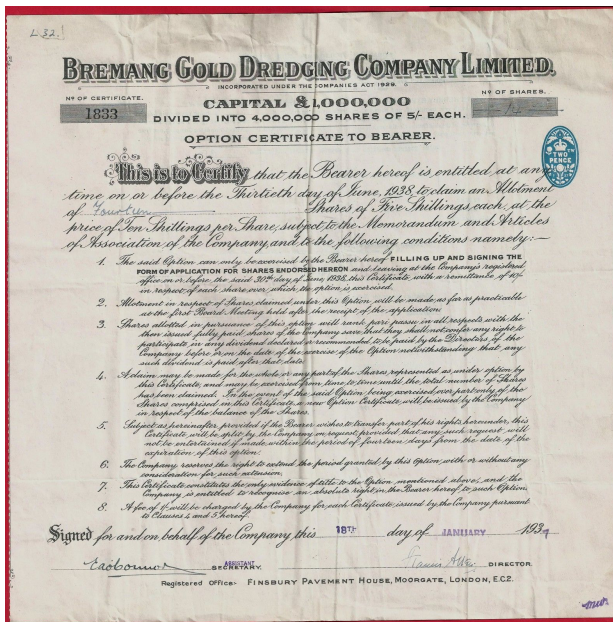 L 32.
BREMANG GOLD DREDGING COMPANY LIMITED.
INCORPORATED UNDER THE COMPANIES ACT 1929.
Nº OF CERTIFICATE.
Nº OF SHARES.
CAPITAL £1,000,000
1833
DIVIDED INTO 4,000,000 SHARES OF 5/- EACH.
OPTION CERTIFICATE TO BEARER.
TWO PENCE
This is to Certify that the Bearer hereof is entitled at any
time on or before the Thirtieth day of June, 1938, to claim an Allotment
of Fourteen Shares of Five Shillings, each, at the
price of Ten Shillings per Share, subject to the Memorandum and Articles
of Association of the Company, and to the following conditions namely:—
1. The said Option can only be exercised by the Bearer hereof FILLING UP AND SIGNING THE
FORM OF APPLICATION FOR SHARES ENDORSED HEREON and leaving at the Company's registered
office on or before the said 30th day of June 1938, this Certificate, with a remittance of 10/-
in respect of each share over which the option is exercised.
2. Allotment in respect of Shares claimed under this Option will be made as far as practicable
at the first Board Meeting held after the receipt of the application.
3. Shares allotted in pursuance of this option will rank pari passu in all respects with the
then issued fully paid shares of the Company save that they shall not confer any right to
participate in any dividend declared or recommended to be paid by the Directors of the
Company before or on the date of the exercise of the Option notwithstanding that any
such dividend is paid after that date.
4. A claim may be made for the whole or any part of the Shares represented as under option by
this Certificate, and may be exercised from time to time until the total number of Shares
has been claimed. In the event of the said Option being exercised over part only of the
Shares comprised on this Certificate a new Option Certificate will be issued by the Company
in respect of the balance of the Shares.
5. Subject as hereinafter provided if the Bearer wishes to transfer part of his rights hereunder this
Certificate will be split by the Company on request provided that any such request will
not be entertained if made within the period of fourteen days from the date of the
expiration of this option.
6. The Company reserves the right to extend the period granted by this Option with or without any
consideration for such extension.
7. This Certificate constitutes the only evidence of title to the Option mentioned above, and the
Company is entitled to recognise an absolute right in the Bearer hereof to such Option.
8. A fee of 1/- will be charged by the Company for each Certificate issued by the Company pursuant
to Clauses 4 and 5 hereof.
Signed for and on behalf of the Company this 18TH day of JANUARY 1937
ASSISTANT
SECRETARY.
DIRECTOR.
Registered Office:- FINSBURY PAVEMENT HOUSE, MOORGATE, LONDON, E.C.2.